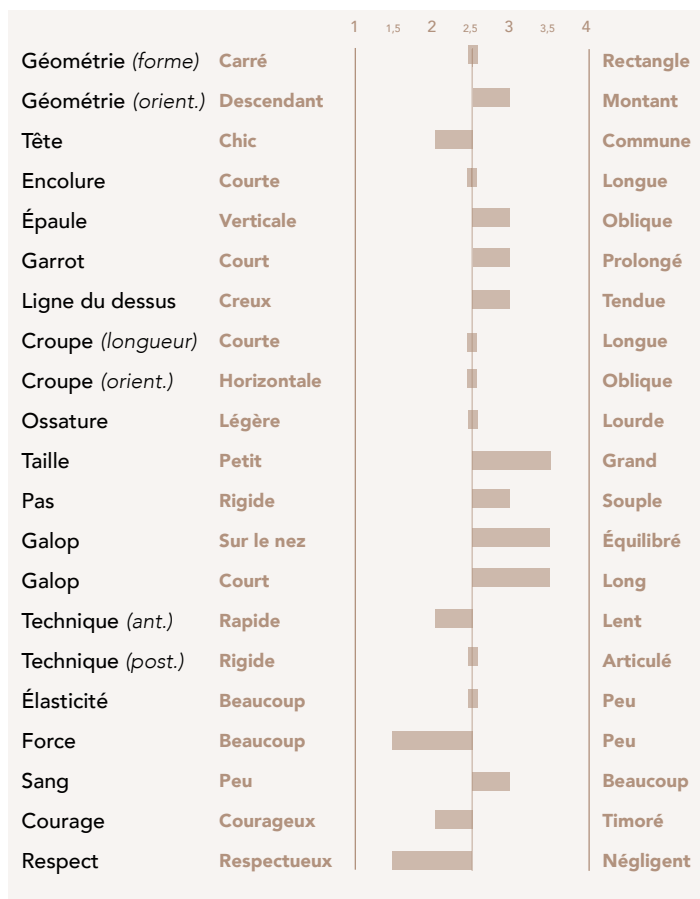 1 1,5 2 2,5 3 3,5 4
Géométrie (forme) Carré Rectangle
Géométrie (orient.) Descendant Montant
Tête Chic Commune
Encolure Courte Longue
Épaule Verticale Oblique
Garrot Court Prolongé
Ligne du dessus Creux Tendue
Croupe (longueur) Courte Longue
Croupe (orient.) Horizontale Oblique
Ossature Légère Lourde
Taille Petit Grand
Pas Rigide Souple
Galop Sur le nez Équilibré
Galop Court Long
Technique (ant.) Rapide Lent
Technique (post.) Rigide Articulé
Élasticité Beaucoup Peu
Force Beaucoup Peu
Sang Peu Beaucoup
Courage Courageux Timoré
Respect Respectueux Négligent